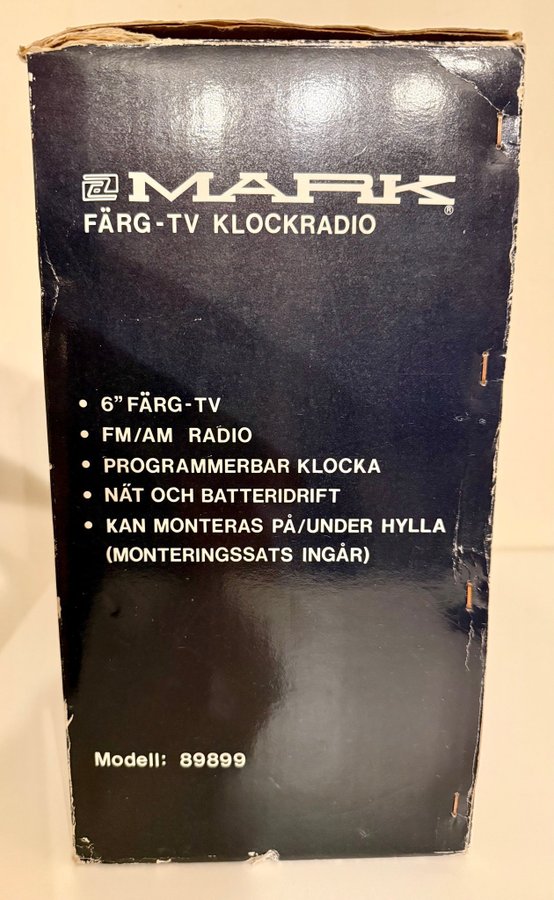 MARK®
FÄRG-TV KLOCKRADIO
• 6” FÄRG-TV
• FM/AM RADIO
• PROGRAMMERBAR KLOCKA
• NÄT OCH BATTERIDRIFT
• KAN MONTERAS PÅ/UNDER HYLLA
(MONTERINGSSATS INGÅR)
Modell: 89899